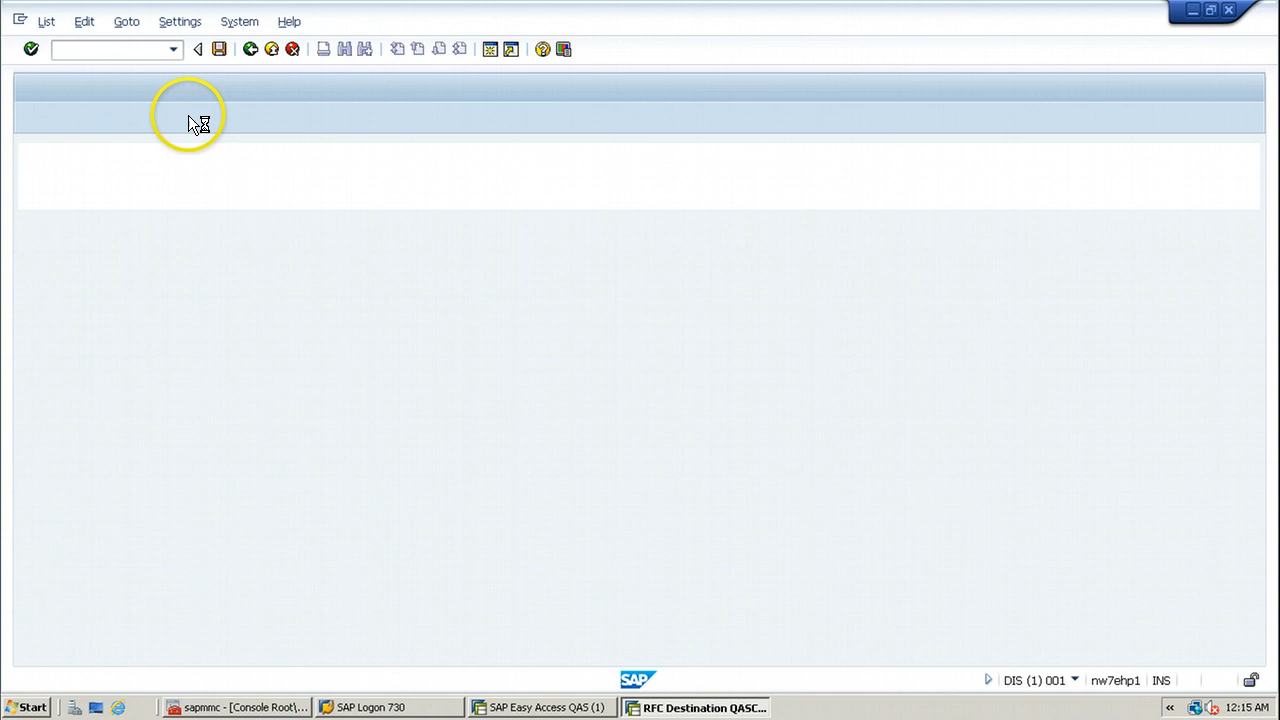 List Edit Goto Settings System Help
SAP
DIS (1) 001 nw7ehp1 INS
Start sapmmc - [Console Root\... SAP Logon 730 SAP Easy Access QAS (1) RFC Destination QASC... « 12:15 AM